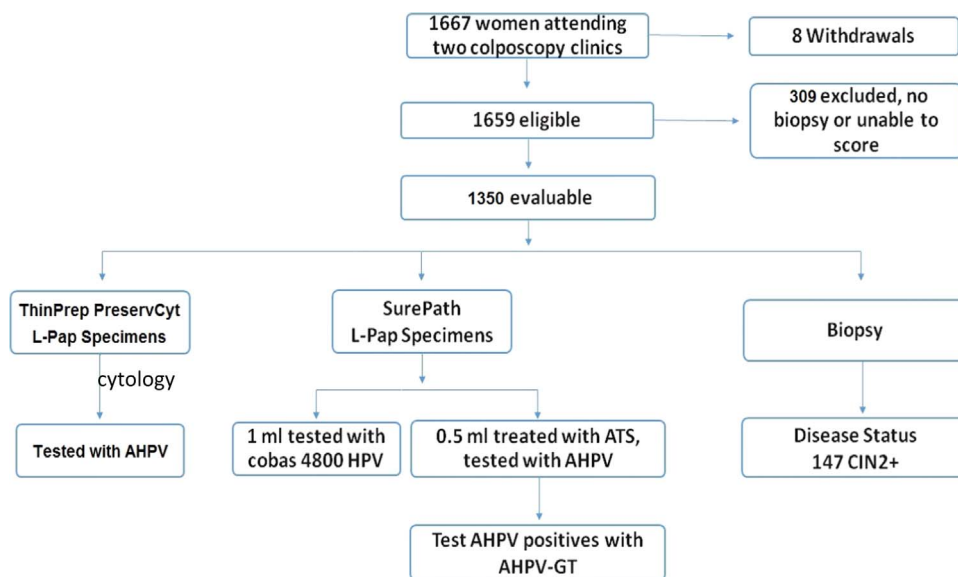 1667 women attending
two colposcopy clinics
8 Withdrawals
1659 eligible
309 excluded, no
biopsy or unable to
score
1350 evaluable
ThinPrep PreservCyt
L-Pap Specimens
SurePath
L-Pap Specimens
Biopsy
cytology
Tested with AHPV
1 ml tested with
cobas 4800 HPV
0.5 ml treated with ATS,
tested with AHPV
Disease Status
147 CIN2+
Test AHPV positives with
AHPV-GT